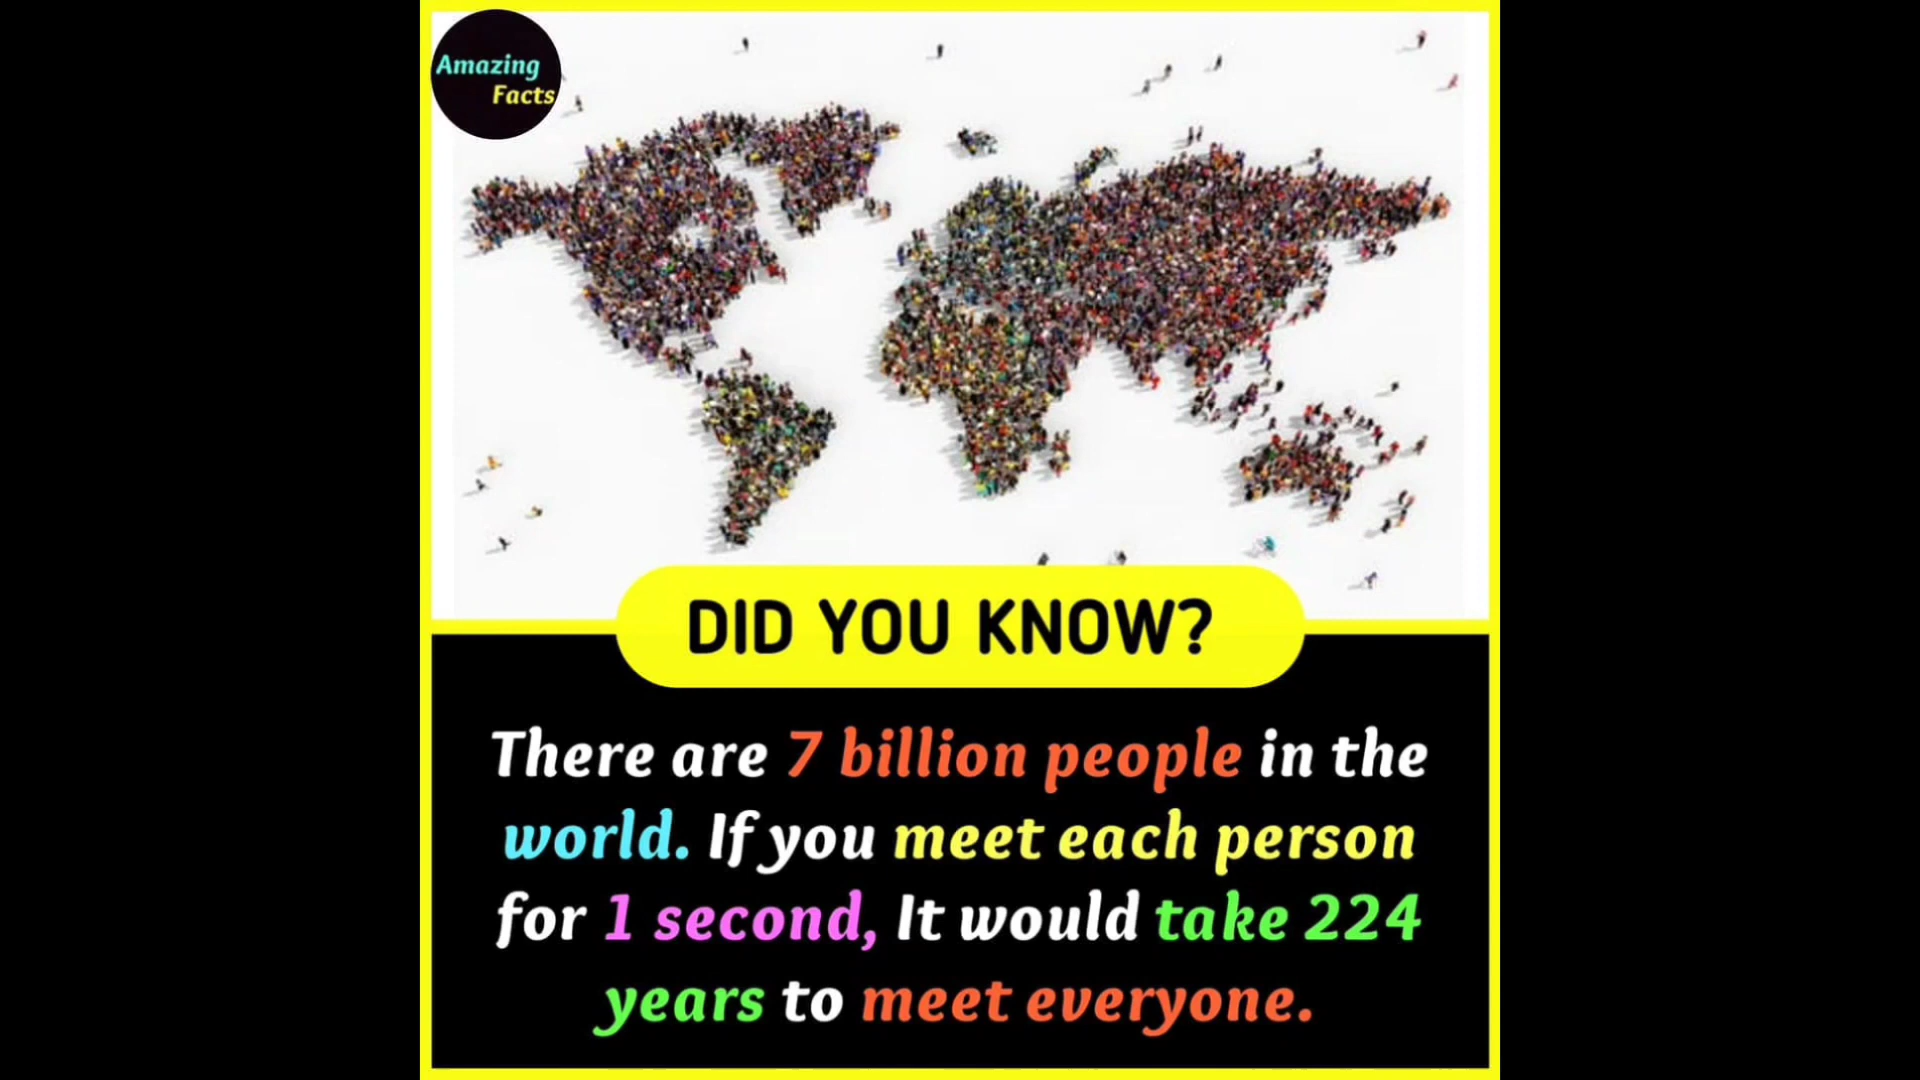 Amazing
Facts
DID YOU KNOW?
There are 7 billion people in the
world. If you meet each person
for 1 second, It would take 224
years to meet everyone.